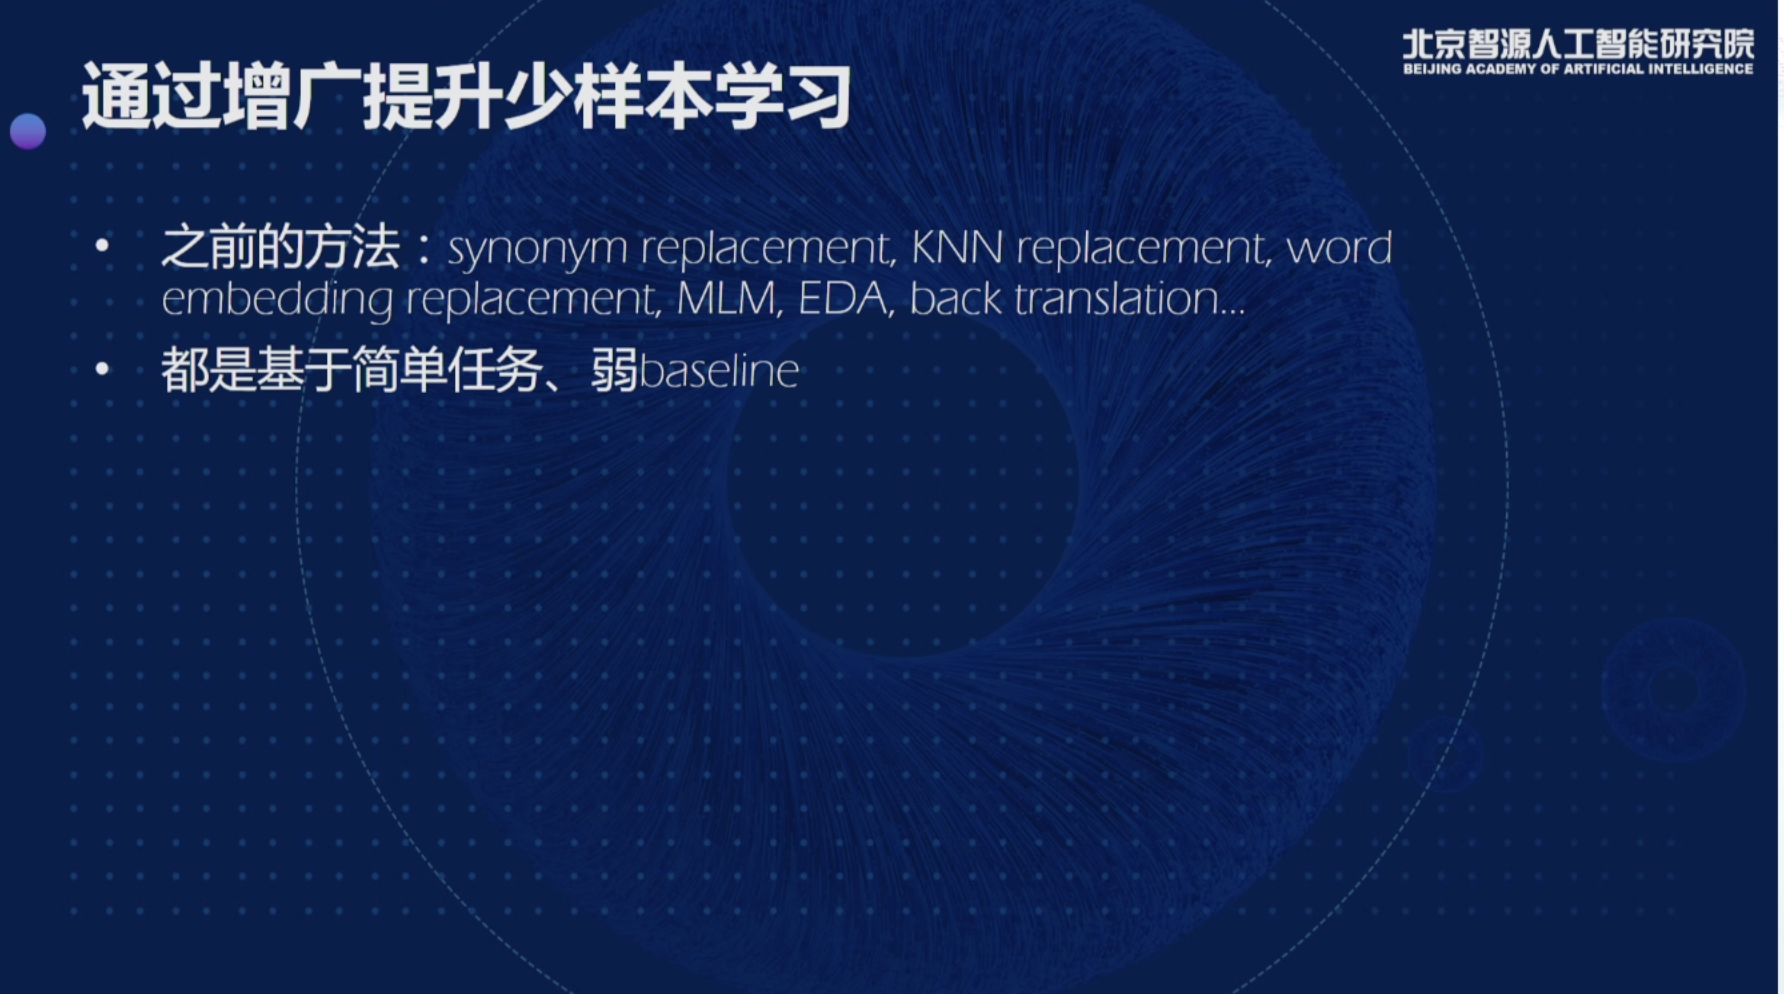 北京智源人工智能研究院
BEIJING ACADEMY OF ARTIFICIAL INTELLIGENCE
通过增广提升少样本学习
• 之前的方法：synonym replacement, KNN replacement, word
embedding replacement, MLM, EDA, back translation...
• 都是基于简单任务、弱baseline